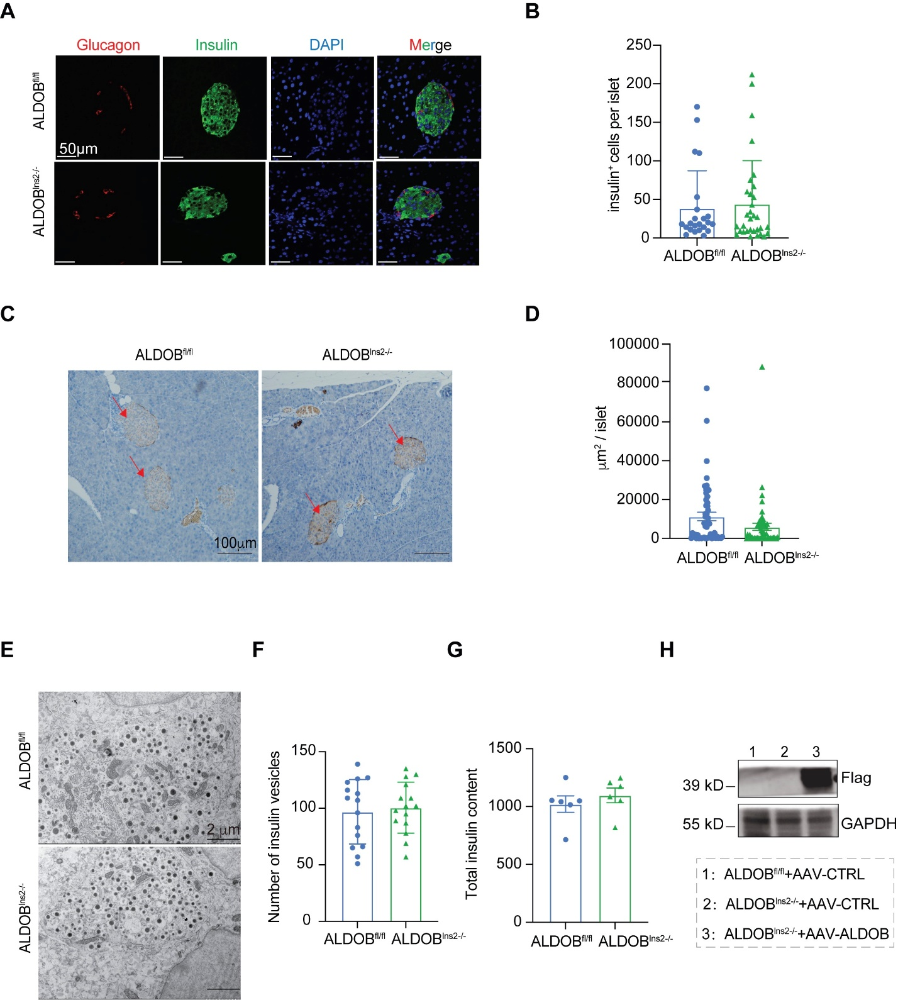 A
Glucagon
Insulin
DAPI
Merge
ALDOBfl/fl
50μm
ALDOBIns2-/-
B
insulin+ cells per islet
250
200
150
100
50
0
ALDOBfl/fl
ALDOBIns2-/-
C
ALDOBfl/fl
ALDOBIns2-/-
100μm
D
μm2 / islet
100000
80000
60000
40000
20000
0
ALDOBfl/fl
ALDOBIns2-/-
E
ALDOBfl/fl
2 μm
ALDOBIns2-/-
F
Number of insulin vesicles
150
100
50
0
ALDOBfl/fl
ALDOBIns2-/-
G
Total insulin content
1500
1000
500
0
ALDOBfl/fl
ALDOBIns2-/-
H
1 2 3
39 kD
Flag
55 kD
GAPDH
1: ALDOBfl/fl+AAV-CTRL
2: ALDOBIns2-/-+AAV-CTRL
3: ALDOBIns2-/-+AAV-ALDOB